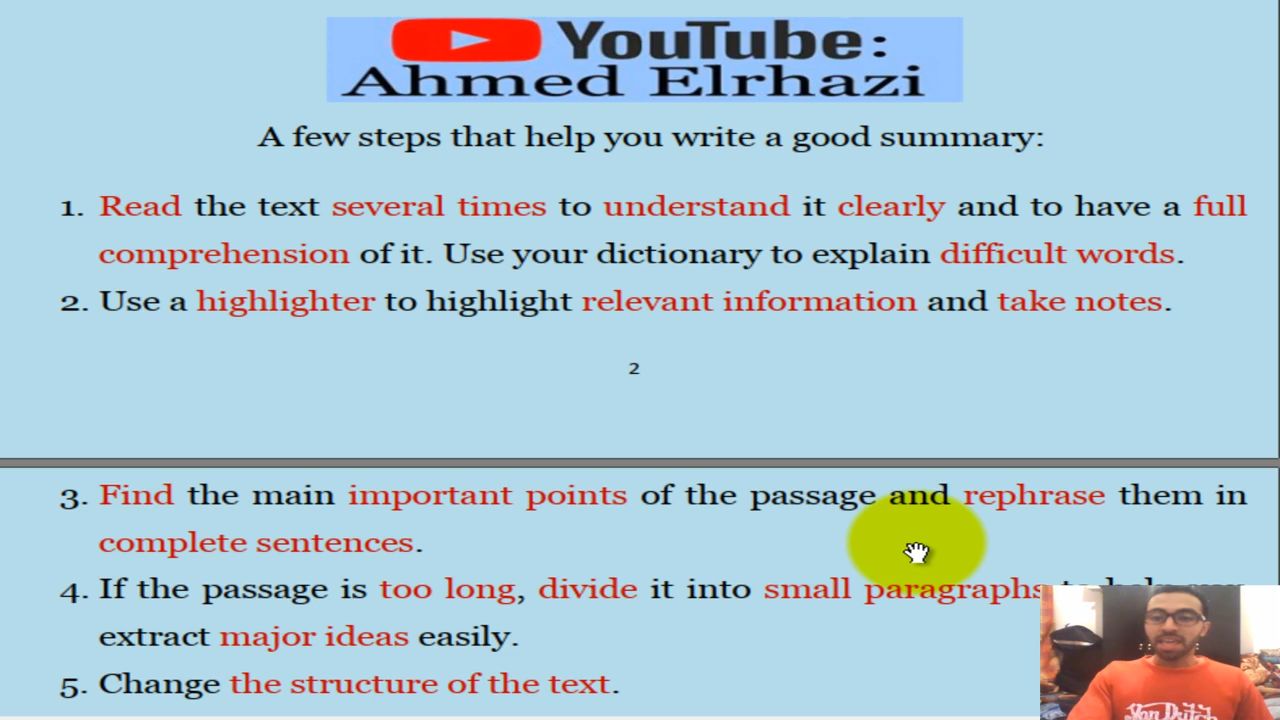 YouTube:
Ahmed Elrhazi
A few steps that help you write a good summary:
1. Read the text several times to understand it clearly and to have a full
comprehension of it. Use your dictionary to explain difficult words.
2. Use a highlighter to highlight relevant information and take notes.
2
3. Find the main important points of the passage and rephrase them in
complete sentences.
4. If the passage is too long, divide it into small paragraphs to help
extract major ideas easily.
5. Change the structure of the text.
Von Dutch